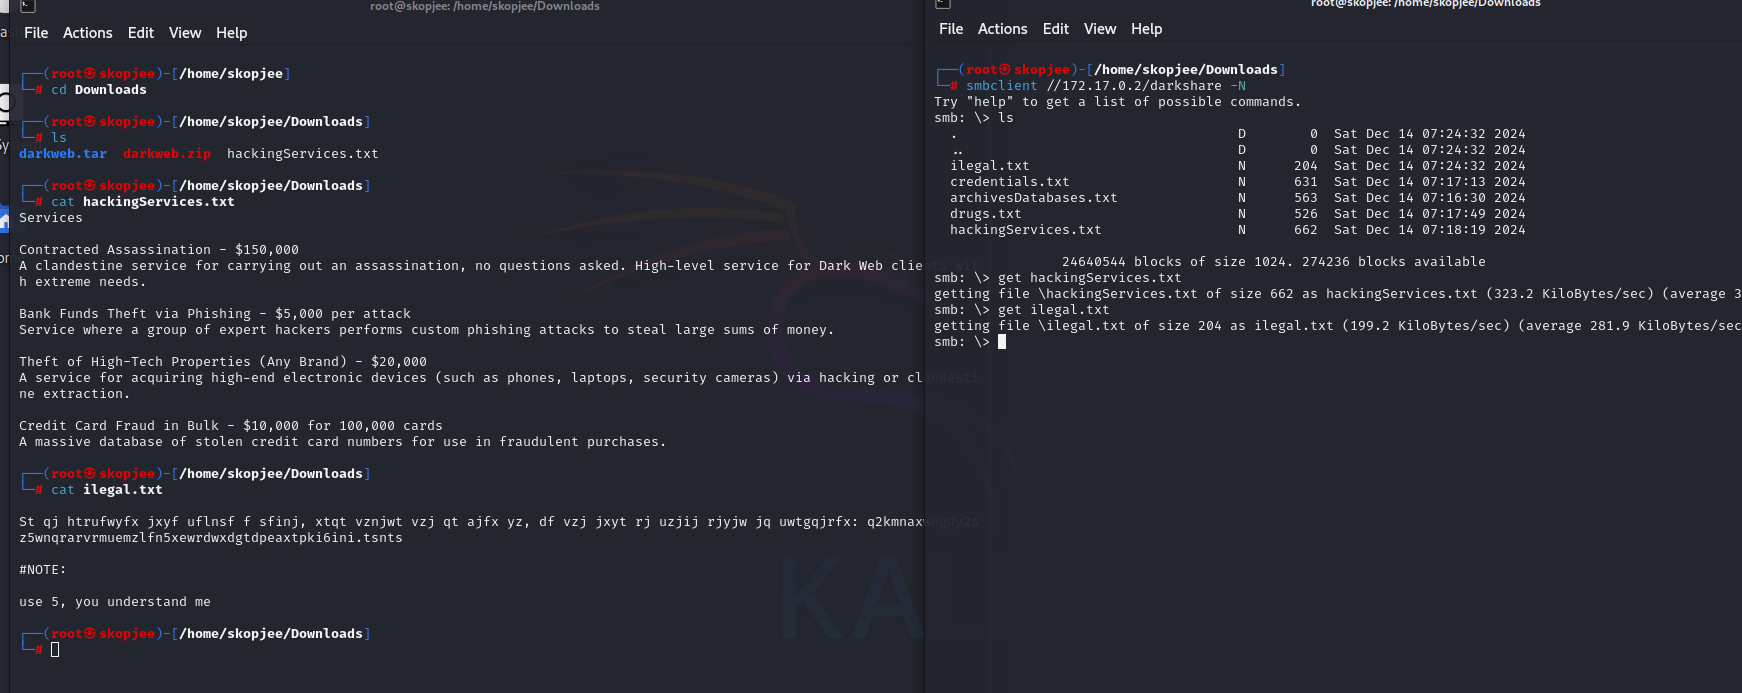 root@skopjee: /home/skopjee/Downloads
File Actions Edit View Help
┌──(root㉿skopjee)-[/home/skopjee]
└─# cd Downloads
┌──(root㉿skopjee)-[/home/skopjee/Downloads]
└─# ls
darkweb.tar darkweb.zip hackingServices.txt
┌──(root㉿skopjee)-[/home/skopjee/Downloads]
└─# cat hackingServices.txt
Services
Contracted Assassination - $150,000
A clandestine service for carrying out an assassination, no questions asked. High-level service for Dark Web clients wit
h extreme needs.
Bank Funds Theft via Phishing - $5,000 per attack
Service where a group of expert hackers performs custom phishing attacks to steal large sums of money.
Theft of High-Tech Properties (Any Brand) - $20,000
A service for acquiring high-end electronic devices (such as phones, laptops, security cameras) via hacking or clandesti
ne extraction.
Credit Card Fraud in Bulk - $10,000 for 100,000 cards
A massive database of stolen credit card numbers for use in fraudulent purchases.
┌──(root㉿skopjee)-[/home/skopjee/Downloads]
└─# cat ilegal.txt
St qj htrufwyfx jxyf uflnsf f sfinj, xtqt vznjwt vzj qt ajfx yz, df vzj jxyt rj uzjij rjyjw jq uwtgqjrfx:
z5wnqrarvrmuemzlfn5xewrdwxdgtdpeaxtpki6ini.tsnts
#NOTE:
use 5, you understand me
┌──(root㉿skopjee)-[/home/skopjee/Downloads]
└─#
root@skopjee: /home/skopjee/Downloads
File Actions Edit View Help
┌──(root㉿skopjee)-[/home/skopjee/Downloads]
└─# smbclient //172.17.0.2/darkshare -N
Try "help" to get a list of possible commands.
smb: \> ls
. D 0 Sat Dec 14 07:24:32 2024
.. D 0 Sat Dec 14 07:24:32 2024
ilegal.txt N 204 Sat Dec 14 07:24:32 2024
credentials.txt N 631 Sat Dec 14 07:17:13 2024
archivesDatabases.txt N 563 Sat Dec 14 07:16:30 2024
drugs.txt N 526 Sat Dec 14 07:17:49 2024
hackingServices.txt N 662 Sat Dec 14 07:18:19 2024
24640544 blocks of size 1024. 274236 blocks available
smb: \> get hackingServices.txt
getting file \hackingServices.txt of size 662 as hackingServices.txt (323.2 KiloBytes/sec) (average 3
smb: \> get ilegal.txt
getting file \ilegal.txt of size 204 as ilegal.txt (199.2 KiloBytes/sec) (average 281.9 KiloBytes/sec
smb: \>
KALI